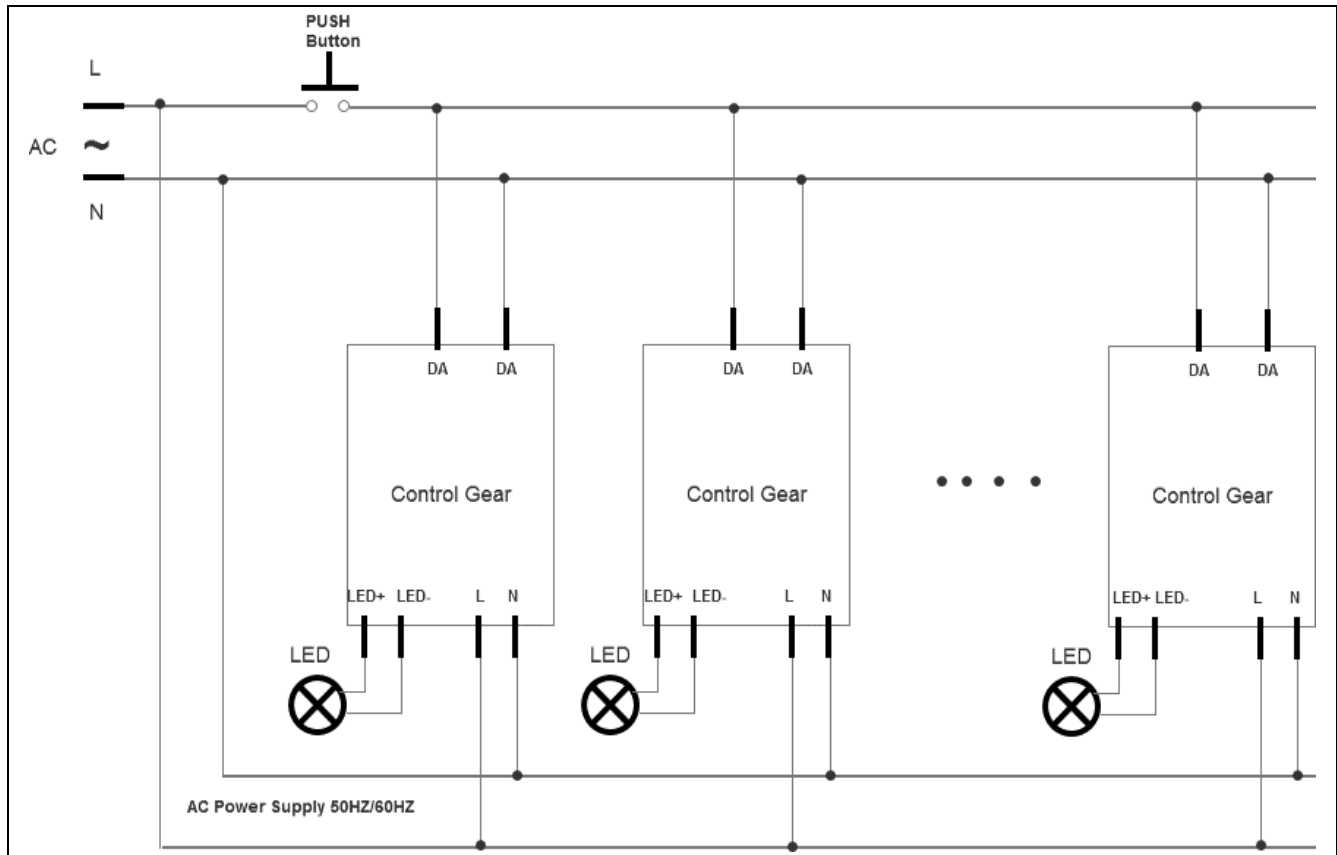 PUSH
Button
L
AC ~
N
DA DA DA DA DA DA
Control Gear Control Gear Control Gear
LED+ LED- L N LED+ LED- L N LED+ LED- L N
LED LED LED
AC Power Supply 50HZ/60HZ